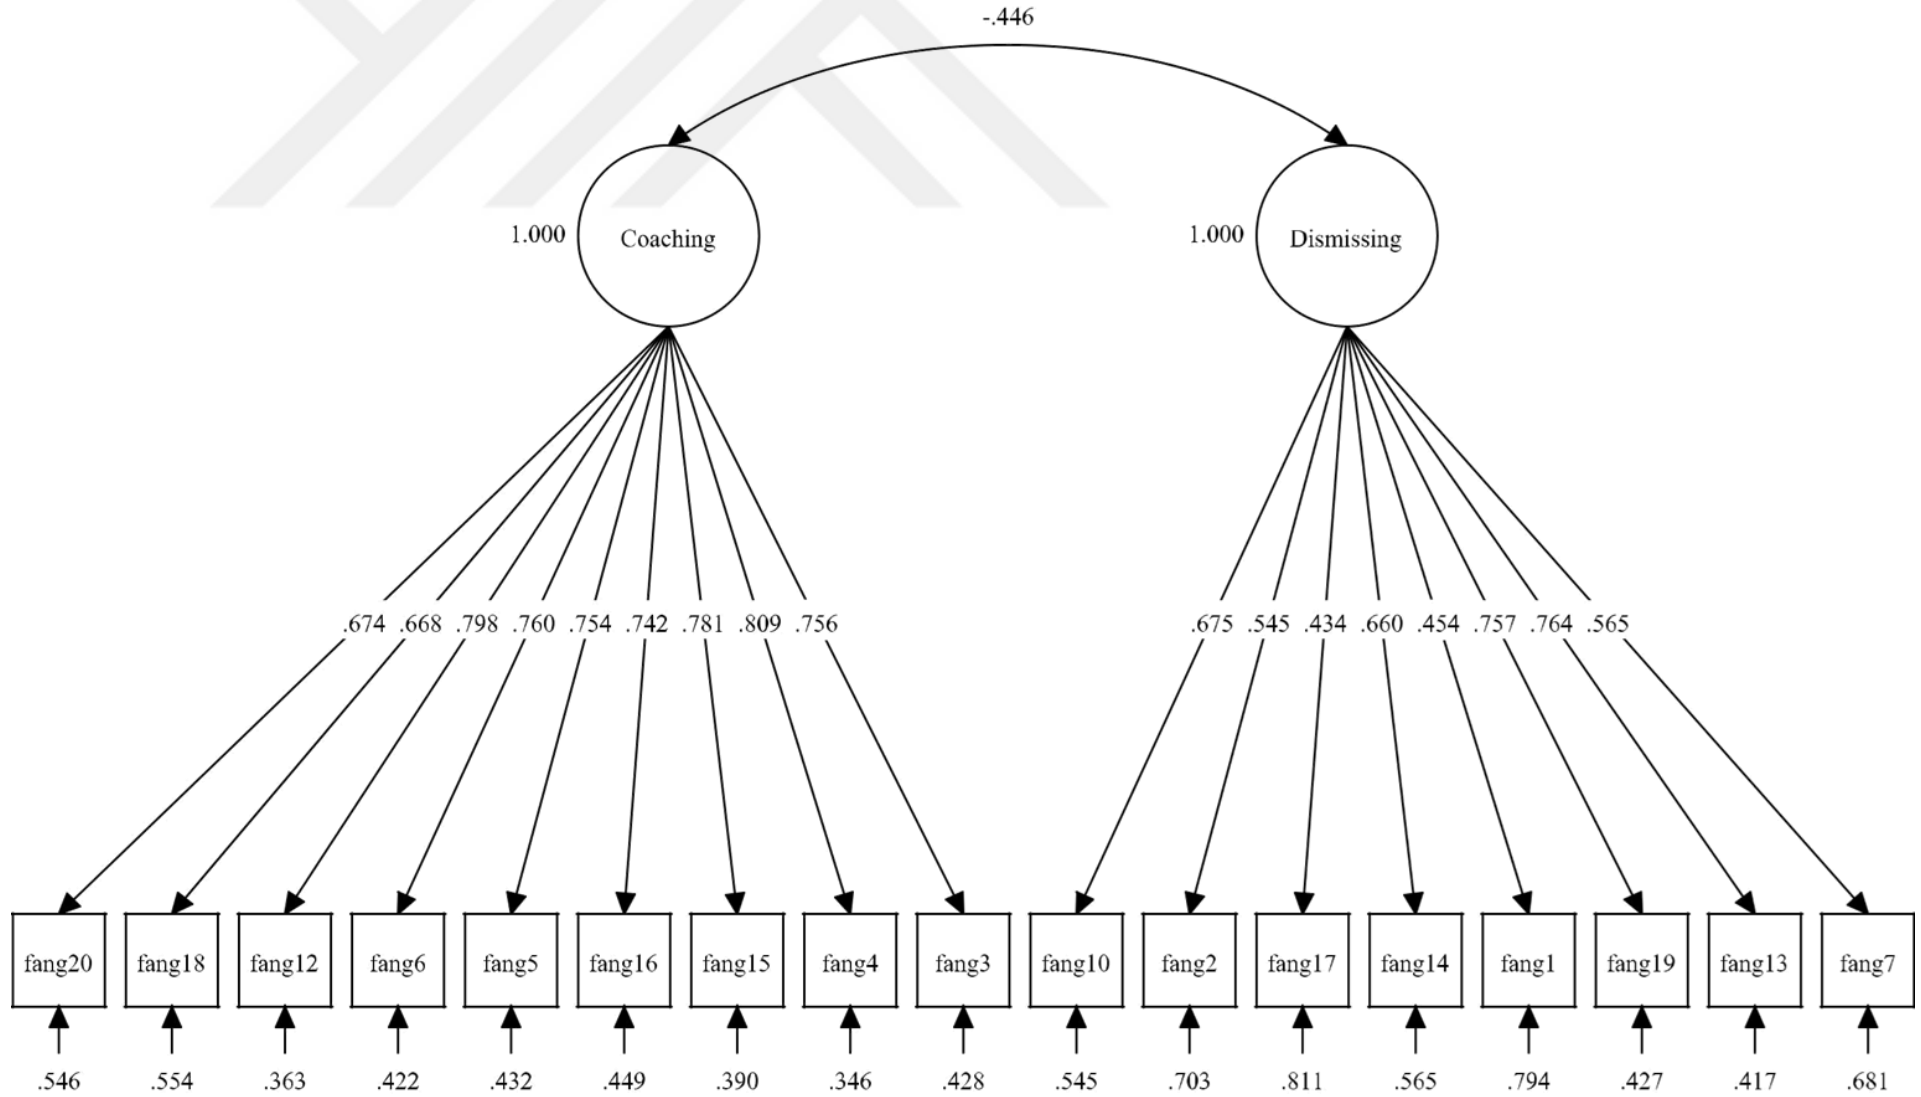 -.446
1.000 Coaching 1.000 Dismissing
.674 .668 .798 .760 .754 .742 .781 .809 .756 .675 .545 .434 .660 .454 .757 .764 .565
fang20 fang18 fang12 fang6 fang5 fang16 fang15 fang4 fang3 fang10 fang2 fang17 fang14 fang1 fang19 fang13 fang7
.546 .554 .363 .422 .432 .449 .390 .346 .428 .545 .703 .811 .565 .794 .427 .417 .681